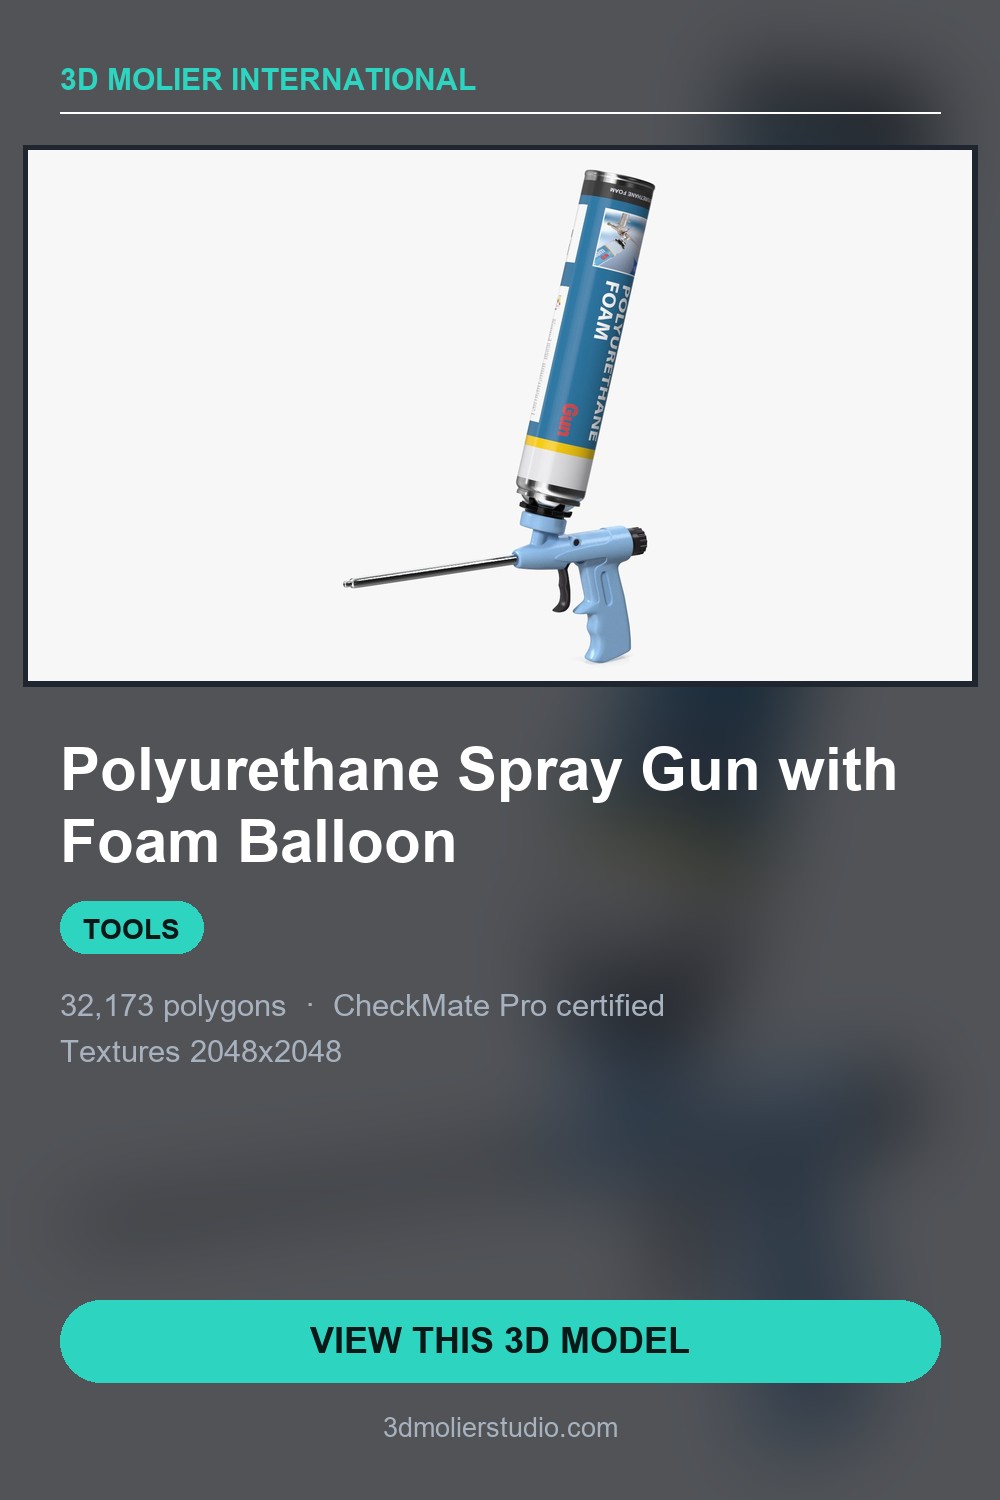 3D MOLIER INTERNATIONAL
POLYURETHANE
FOAM
Gun
Polyurethane Spray Gun with
Foam Balloon
TOOLS
32,173 polygons · CheckMate Pro certified
Textures 2048x2048
VIEW THIS 3D MODEL
3dmolierstudio.com